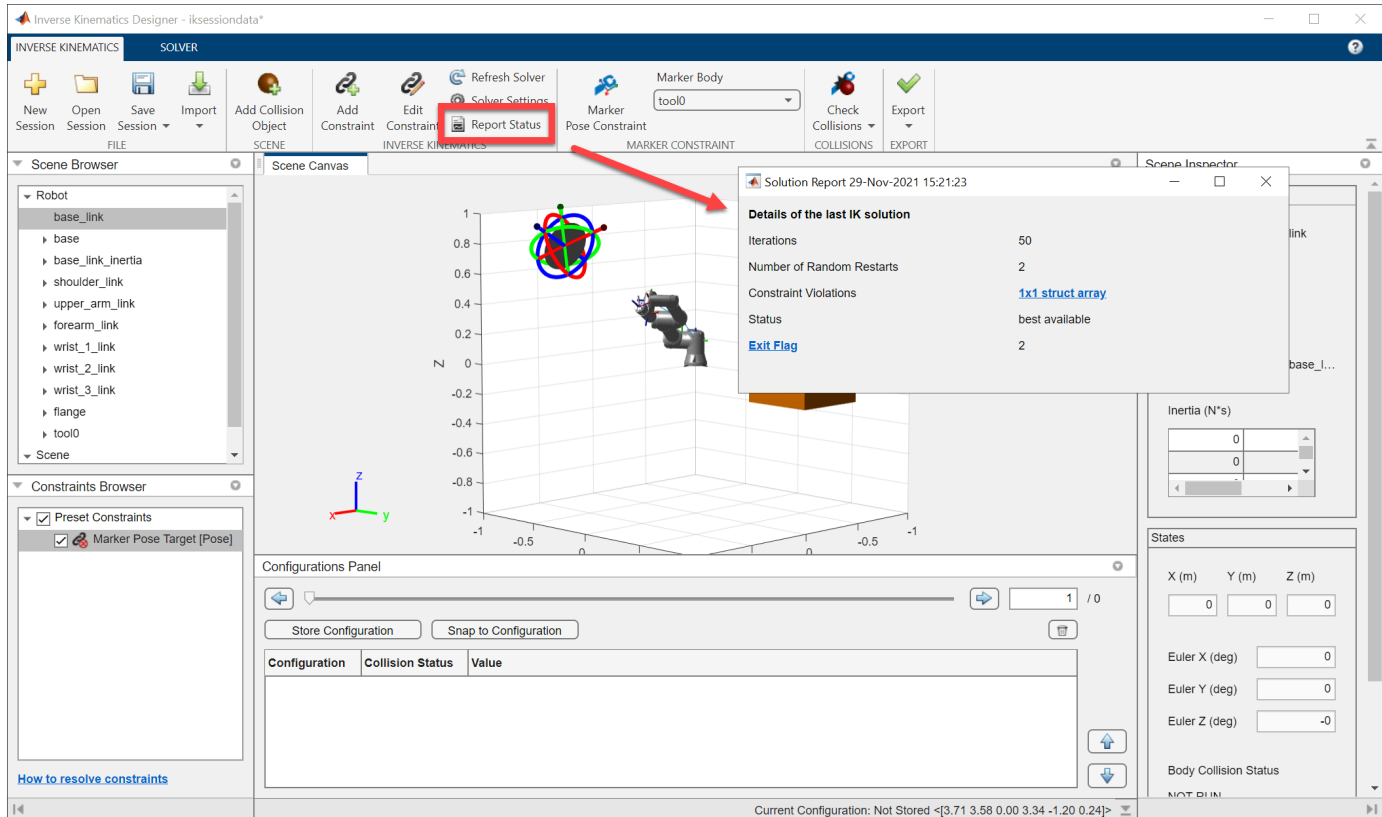 Inverse Kinematics Designer - iksessiondata*
INVERSE KINEMATICS
SOLVER
New Session
Open Session
Save Session
Import
FILE
Add Collision Object
SCENE
Add Constraint
Edit Constraint
Refresh Solver
Solver Settings
Report Status
INVERSE KINEMATICS
Marker Pose Constraint
Marker Body
tool0
MARKER CONSTRAINT
Check Collisions
COLLISIONS
Export
EXPORT
Scene Browser
Robot
base_link
base
base_link_inertia
shoulder_link
upper_arm_link
forearm_link
wrist_1_link
wrist_2_link
wrist_3_link
flange
tool0
Scene
Constraints Browser
Preset Constraints
Marker Pose Target [Pose]
How to resolve constraints
Scene Canvas
1
0.8
0.6
0.4
0.2
0
-0.2
-0.4
-0.6
-0.8
-1
Z
-1
-0.5
0
0
-0.5
-1
z
x
y
Solution Report 29-Nov-2021 15:21:23
Details of the last IK solution
Iterations 50
Number of Random Restarts 2
Constraint Violations 1x1 struct array
Status best available
Exit Flag 2
Configurations Panel
1 / 0
Store Configuration
Snap to Configuration
Configuration Collision Status Value
Scene Inspector
link
base_l...
Inertia (N*s)
0
0
States
X (m) Y (m) Z (m)
0 0 0
Euler X (deg) 0
Euler Y (deg) 0
Euler Z (deg) -0
Body Collision Status
NOT RUN
Current Configuration: Not Stored <[3.71 3.58 0.00 3.34 -1.20 0.24]>